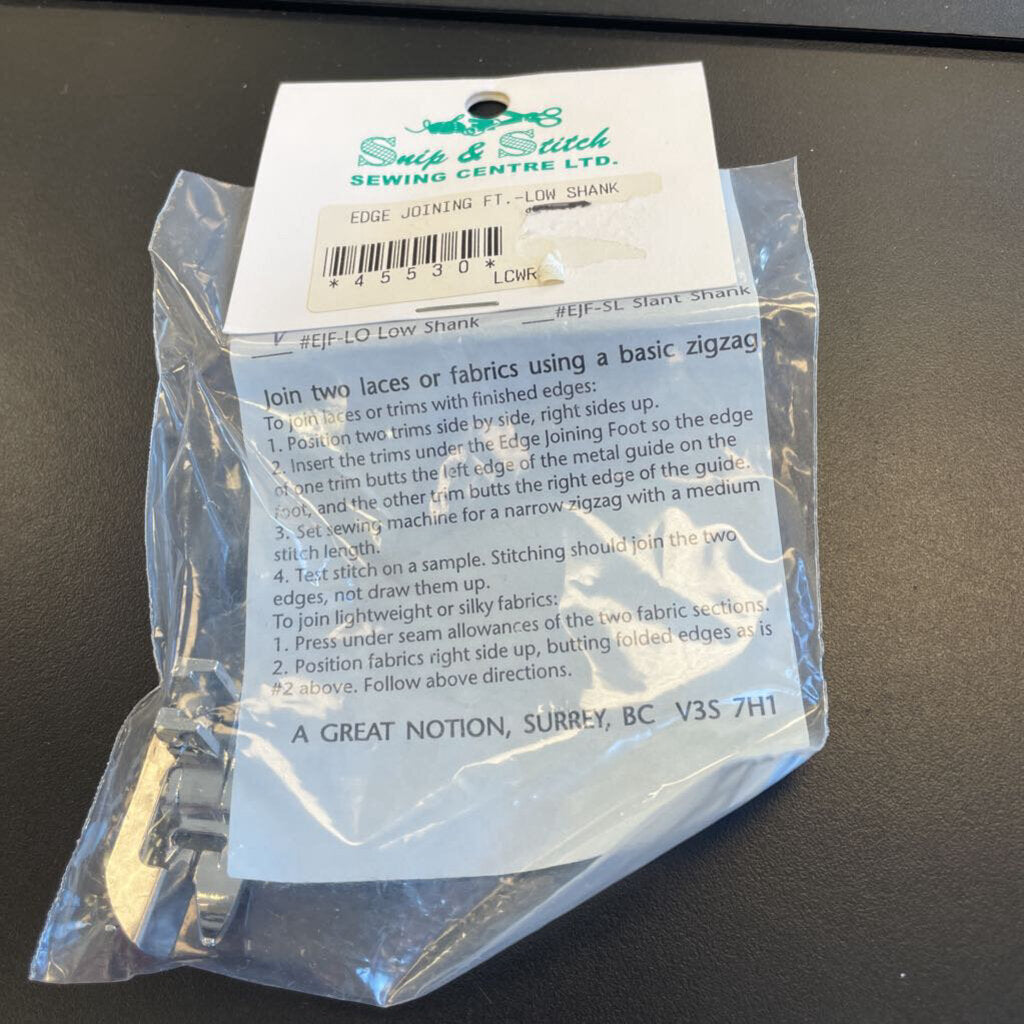 Snip & Stitch
SEWING CENTRE LTD.
EDGE JOINING FT.-LOW SHANK
*45530*
LCWR
V #EJF-LO Low Shank ___#EJF-SL Slant Shank
Join two laces or fabrics using a basic zigzag
To join laces or trims with finished edges:
1. Position two trims side by side, right sides up.
2. Insert the trims under the Edge Joining Foot so the edge
of one trim butts the left edge of the metal guide on the
foot, and the other trim butts the right edge of the guide.
3. Set sewing machine for a narrow zigzag with a medium
stitch length.
4. Test stitch on a sample. Stitching should join the two
edges, not draw them up.
To join lightweight or silky fabrics:
1. Press under seam allowances of the two fabric sections.
2. Position fabrics right side up, butting folded edges as is
#2 above. Follow above directions.
A GREAT NOTION, SURREY, BC V3S 7H1